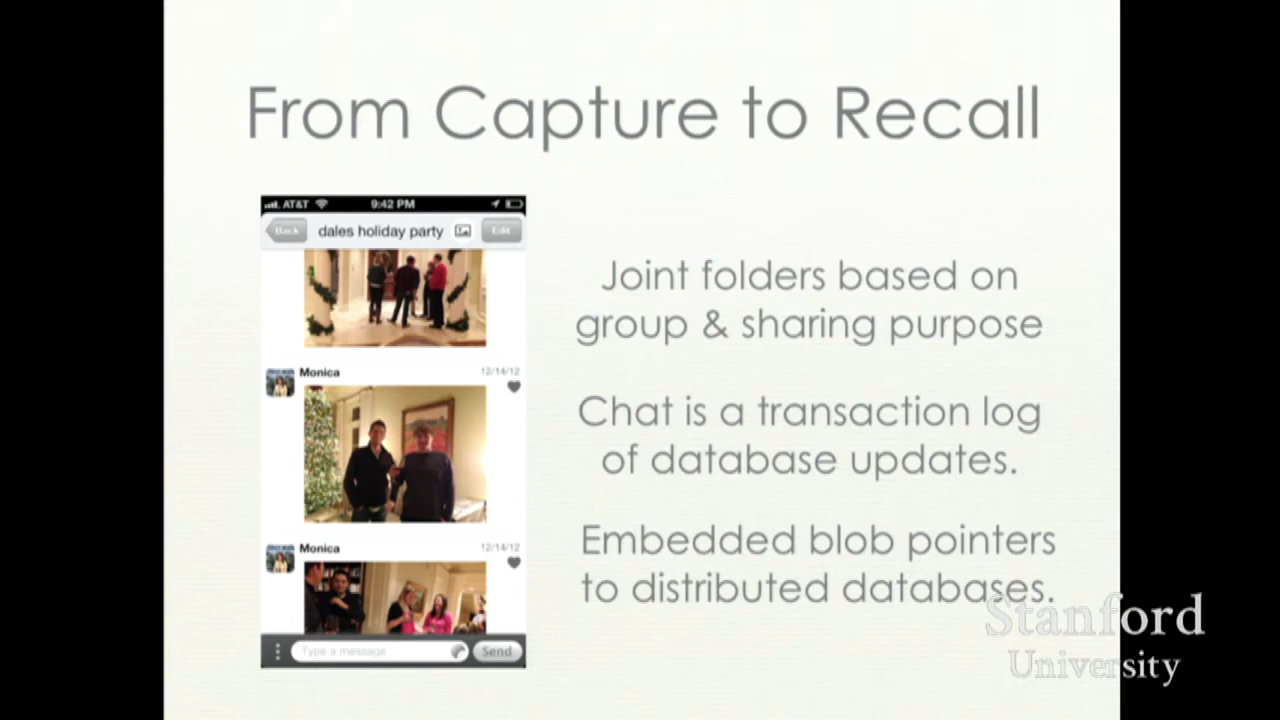 From Capture to Recall
AT&T 9:42 PM
Back dales holiday party Edit
Monica 12/14/12
Monica 12/14/12
Type a message Send
Joint folders based on
group & sharing purpose
Chat is a transaction log
of database updates.
Embedded blob pointers
to distributed databases.
Stanford
University